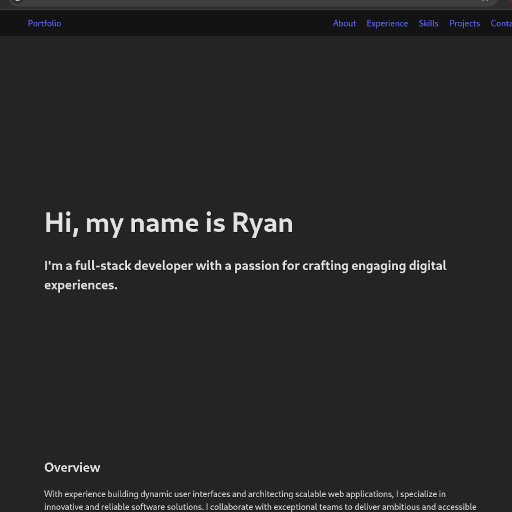 Portfolio
About Experience Skills Projects Conta
Hi, my name is Ryan
I'm a full-stack developer with a passion for crafting engaging digital
experiences.
Overview
With experience building dynamic user interfaces and architecting scalable web applications, I specialize in
innovative and reliable software solutions. I collaborate with exceptional teams to deliver ambitious and accessible